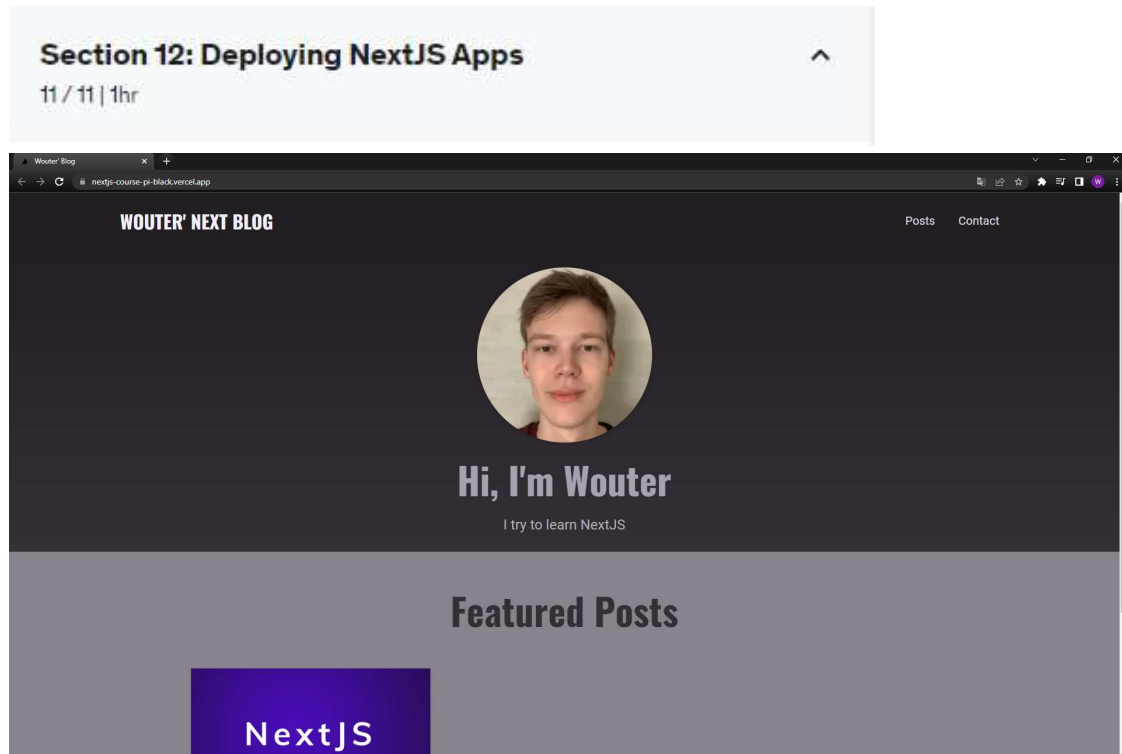 Section 12: Deploying NextJS Apps
11 / 11 | 1hr
Wouter' Blog
nextjs-course-pi-black.vercel.app
W
WOUTER' NEXT BLOG
Posts Contact
Hi, I'm Wouter
I try to learn NextJS
Featured Posts
NextJS